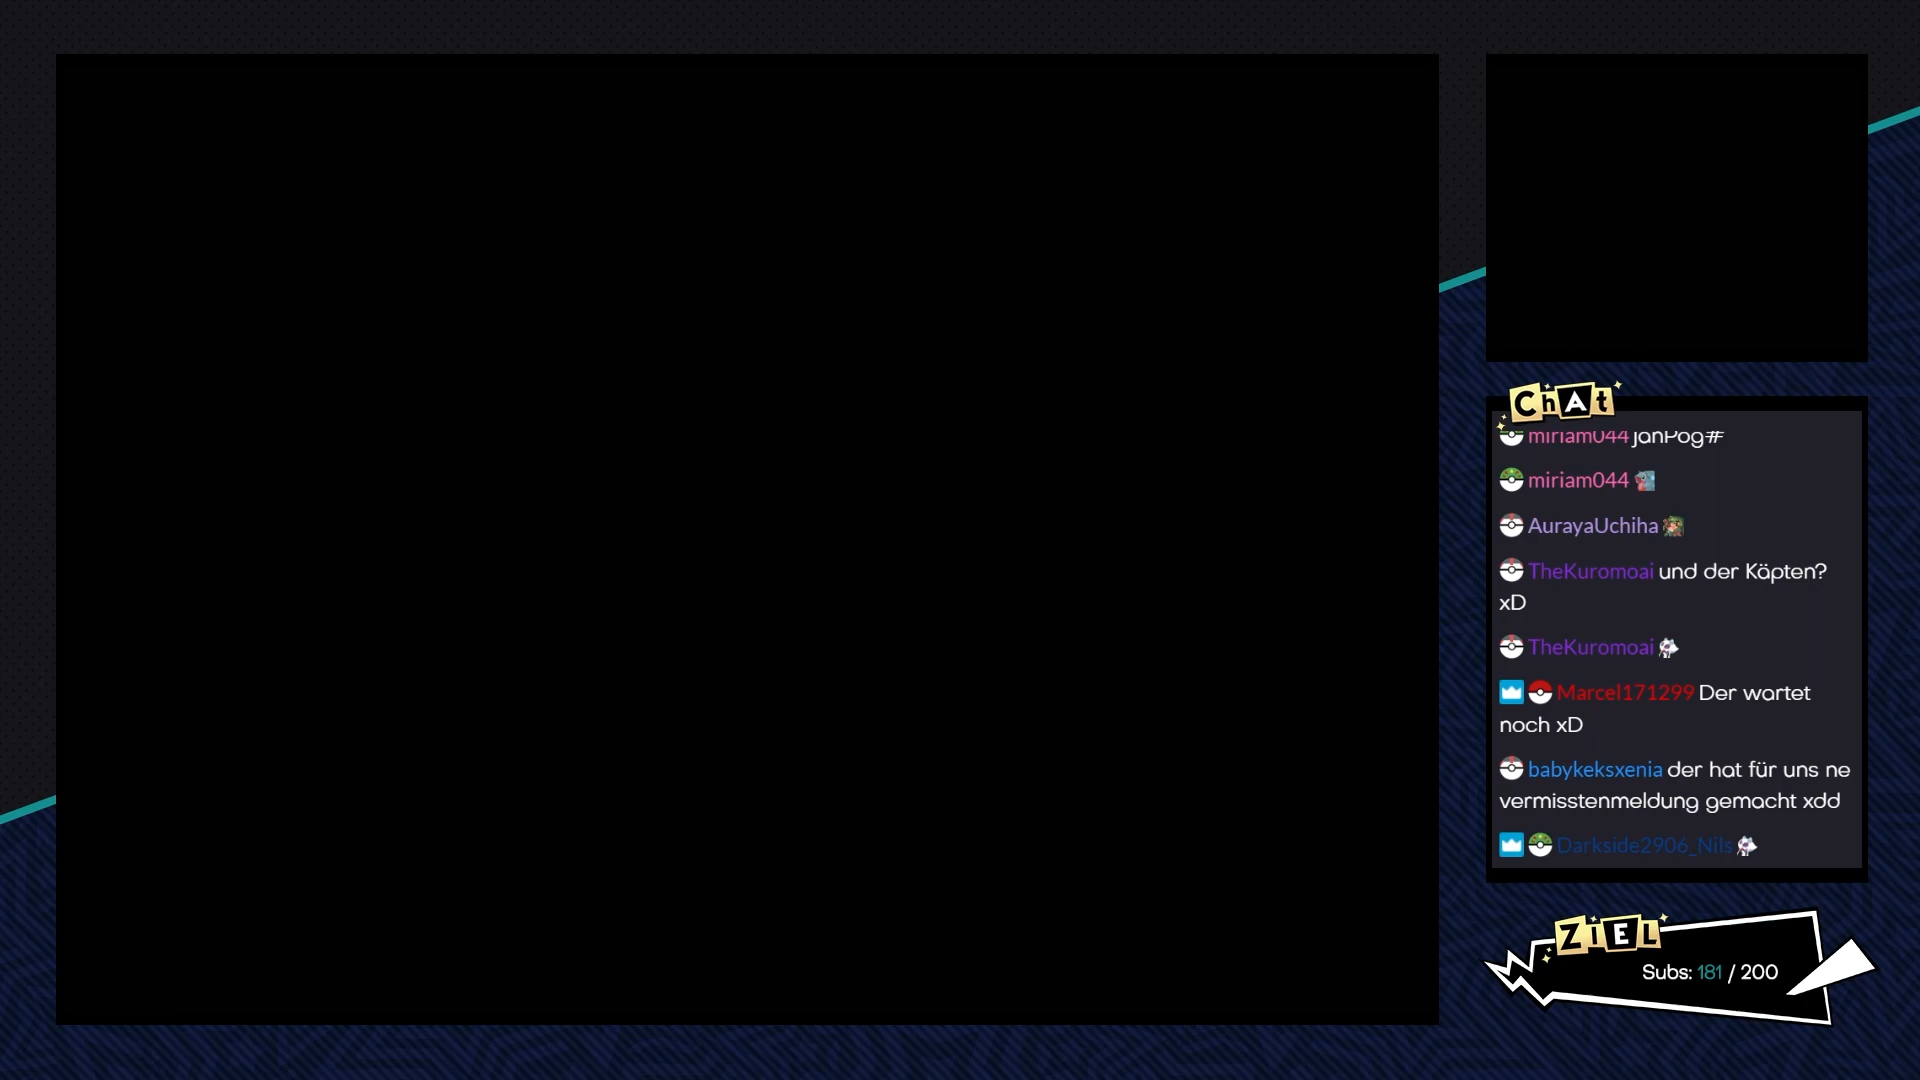 ChAt
miriam044 janPog#
miriam044
AurayaUchiha
TheKuromoai und der Käpten?
xD
TheKuromoai
Marcel171299 Der wartet
noch xD
babykeksxenia der hat für uns ne
vermisstenmeldung gemacht xdd
Darkside2906_Nils
ZiEL
Subs: 181 / 200